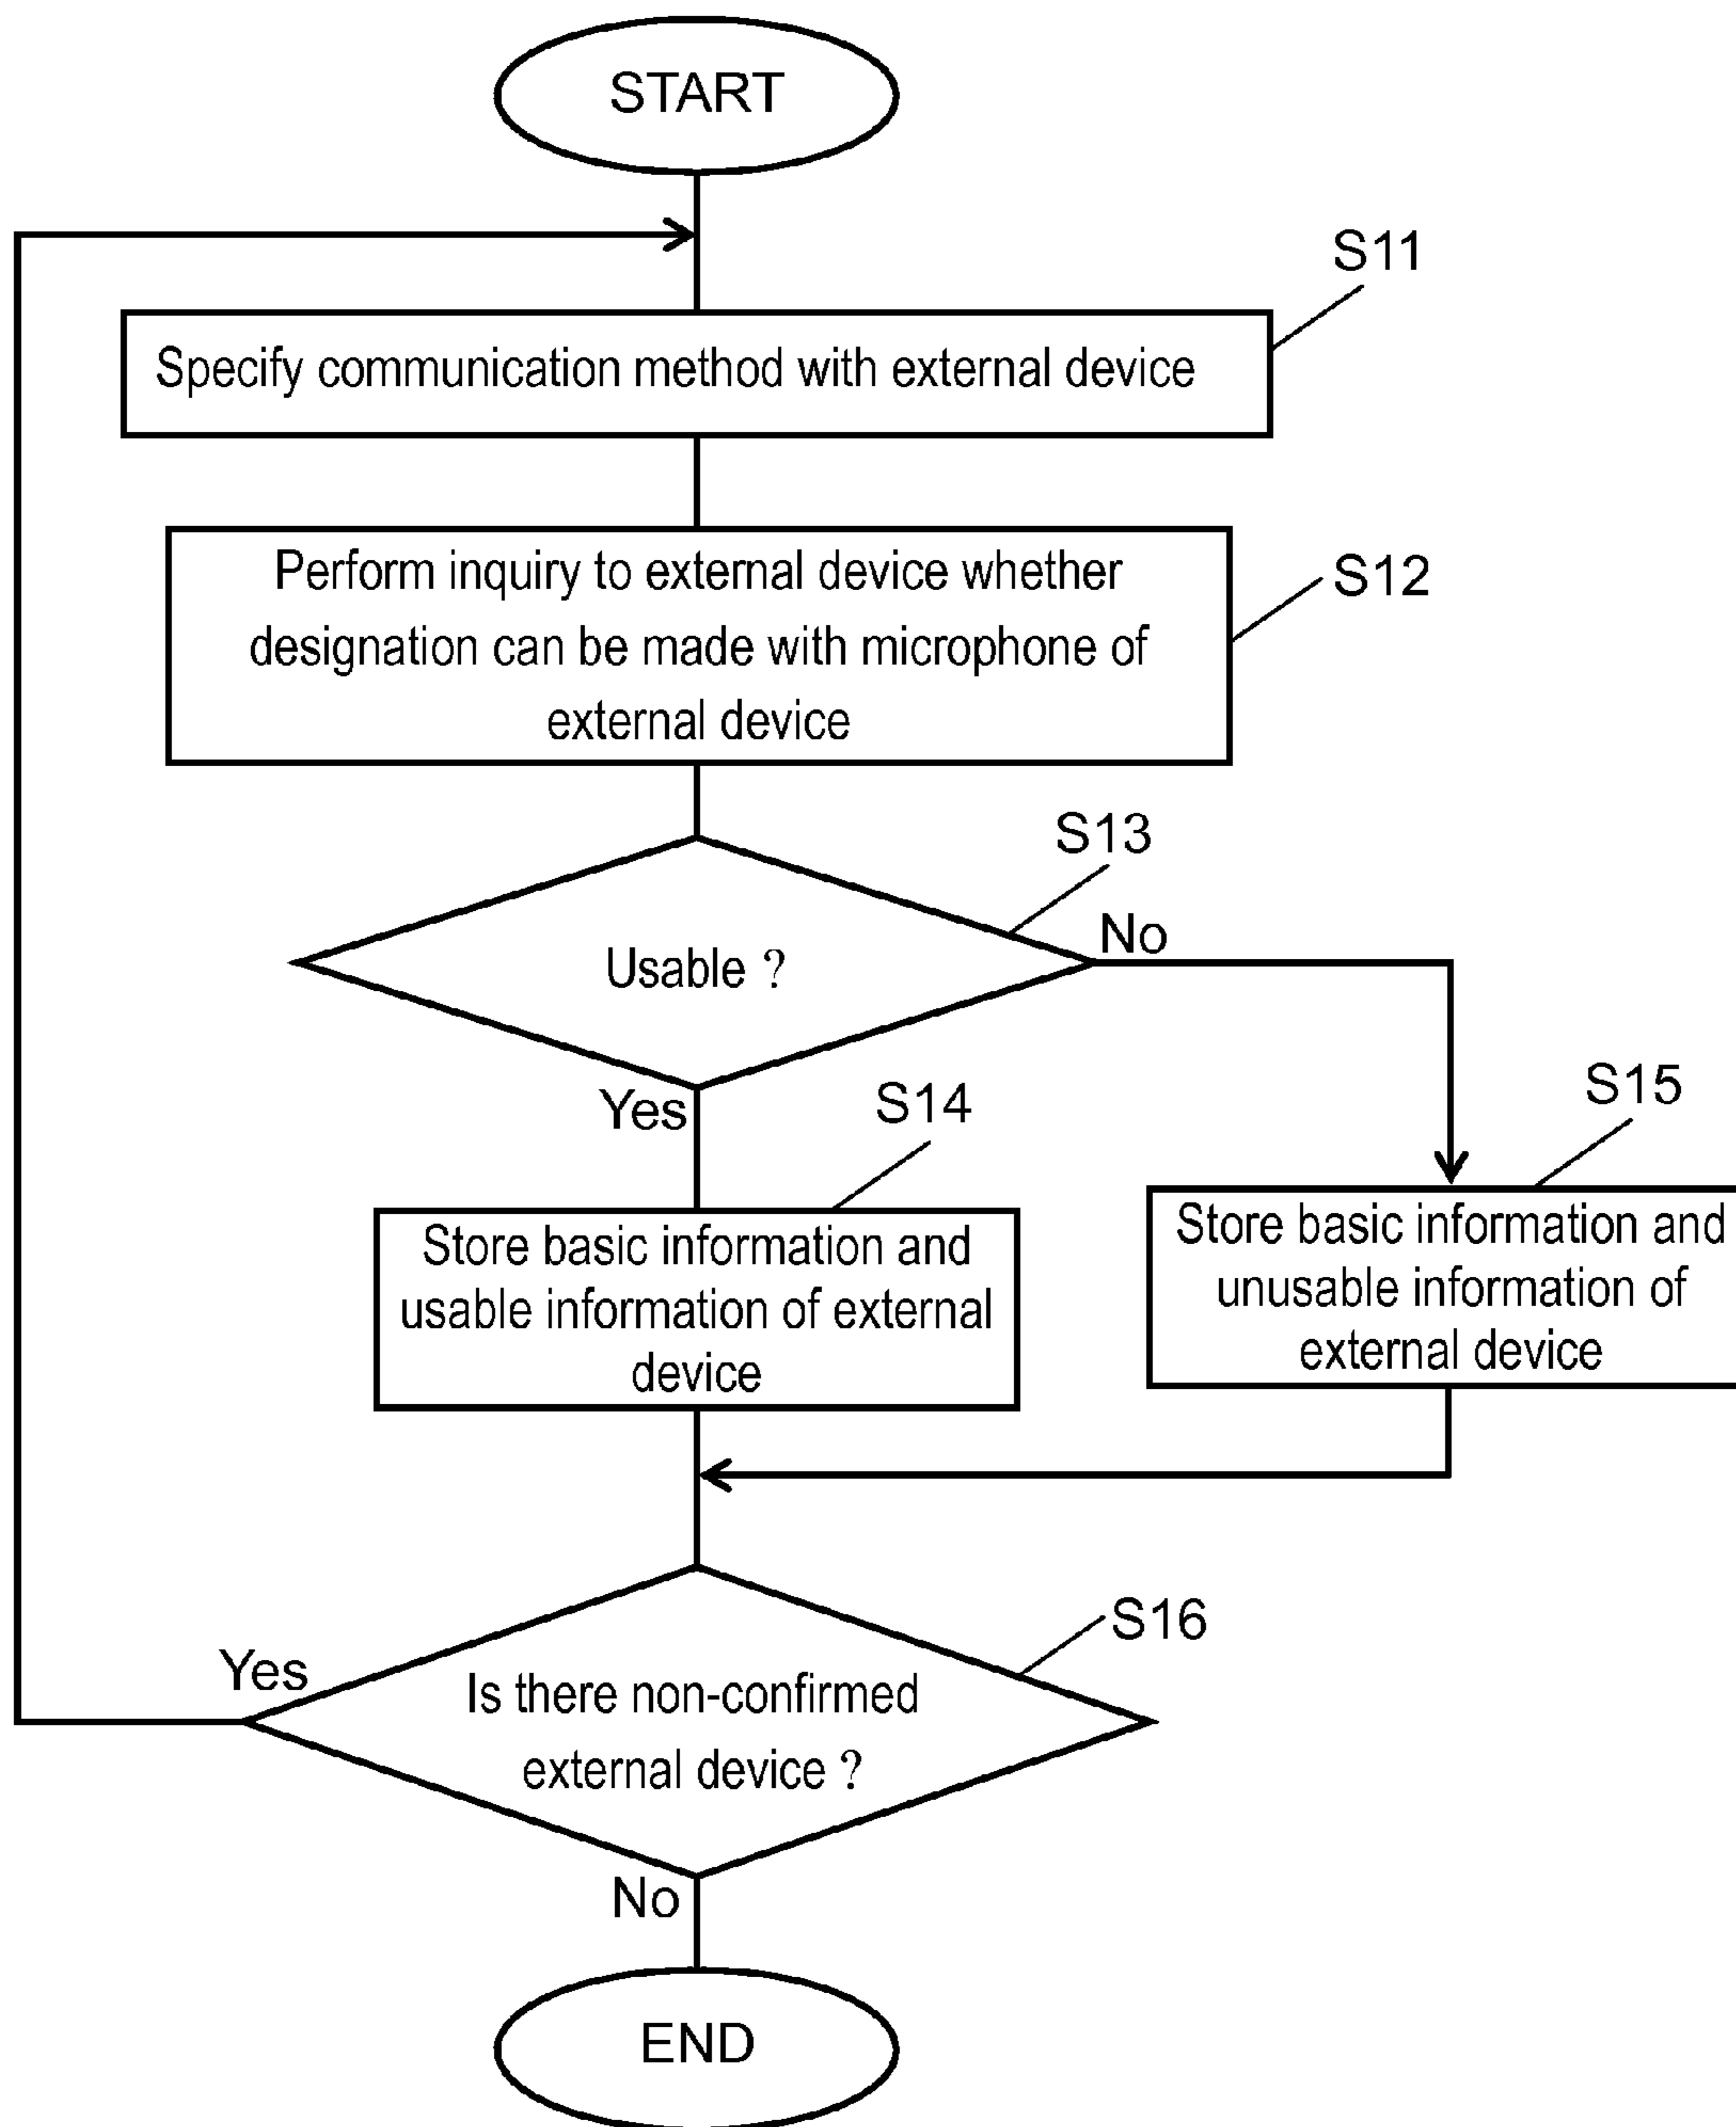 START
S11
Specify communication method with external device
Perform inquiry to external device whether
designation can be made with microphone of
external device
S12
S13
No
Usable ?
Yes
S14
S15
Store basic information and
usable information of external
device
Store basic information and
unusable information of
external device
S16
Yes
Is there non-confirmed
external device ?
No
END